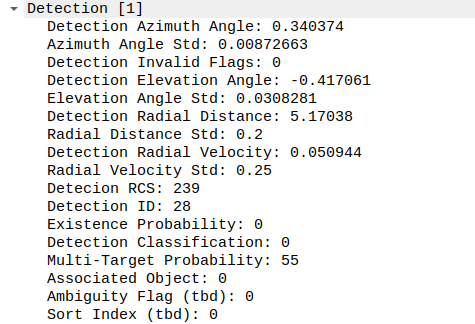 Detection [1]
Detection Azimuth Angle: 0.340374
Azimuth Angle Std: 0.00872663
Detection Invalid Flags: 0
Detection Elevation Angle: -0.417061
Elevation Angle Std: 0.0308281
Detection Radial Distance: 5.17038
Radial Distance Std: 0.2
Detection Radial Velocity: 0.050944
Radial Velocity Std: 0.25
Detecion RCS: 239
Detection ID: 28
Existence Probability: 0
Detection Classification: 0
Multi-Target Probability: 55
Associated Object: 0
Ambiguity Flag (tbd): 0
Sort Index (tbd): 0